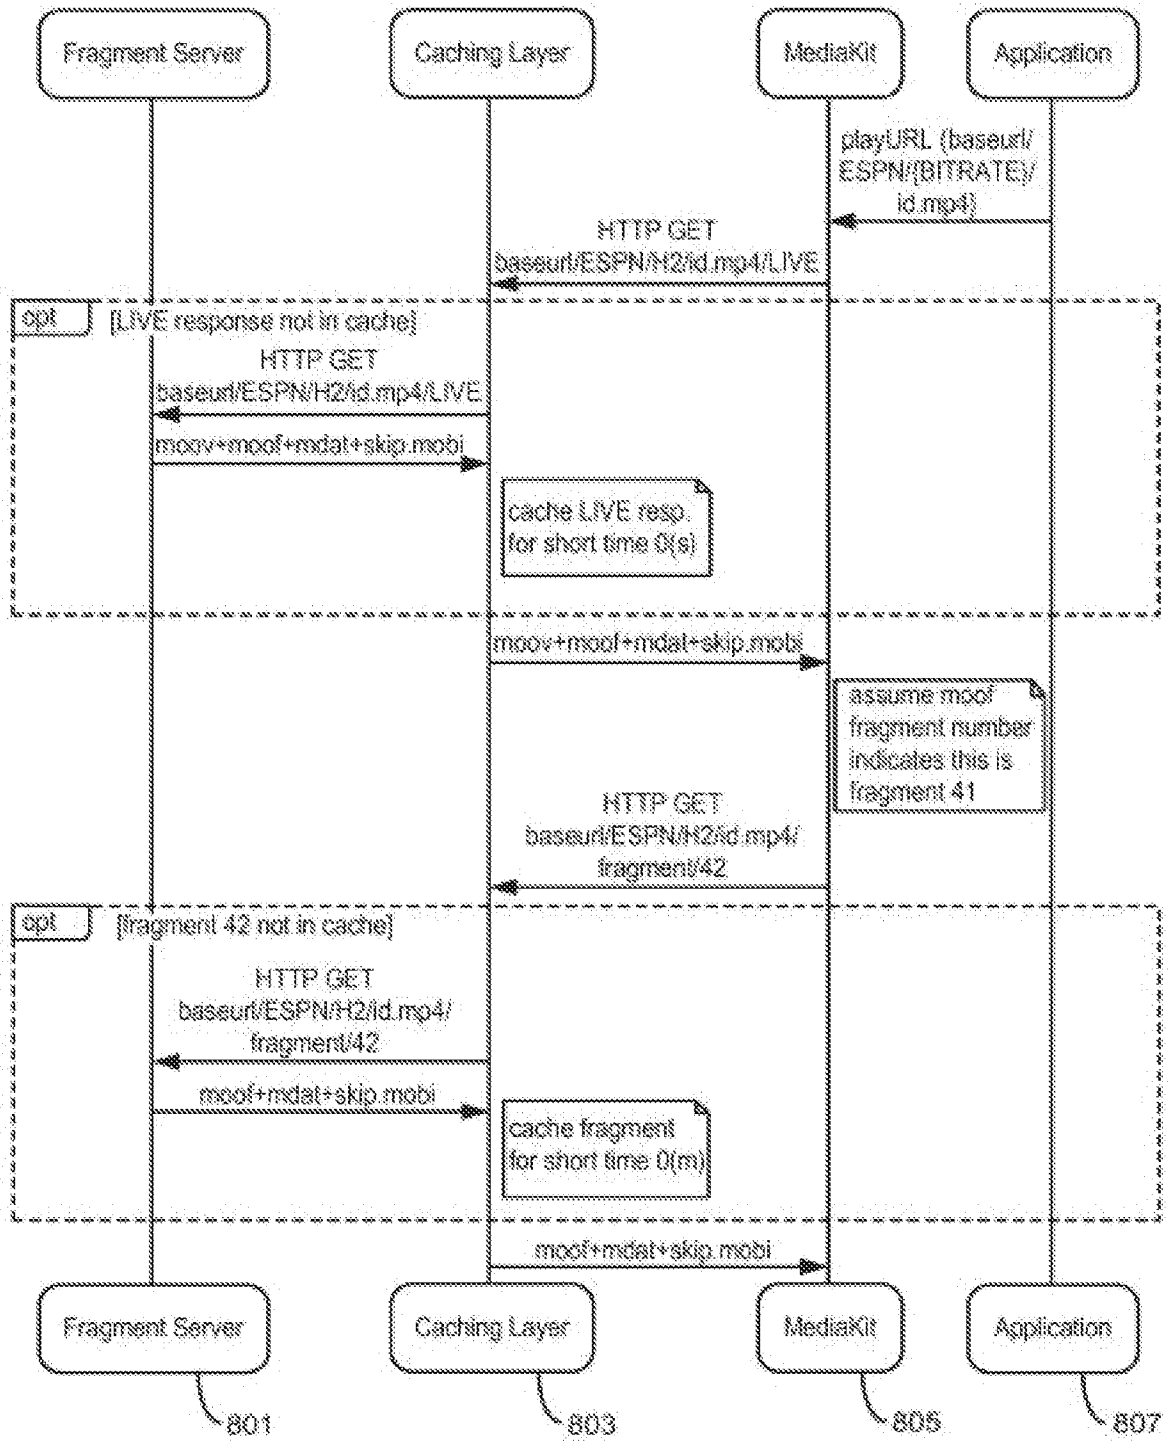 Fragment Server
Caching Layer
MediaKit
Application
playURL (baseurl/
ESPN/{BITRATE}/
id.mp4)
HTTP GET
baseurl/ESPN/H2/id.mp4/LIVE
opt
[LIVE response not in cache]
HTTP GET
baseurl/ESPN/H2/id.mp4/LIVE
moov+moof+mdat+skip.mobi
cache LIVE resp.
for short time 0(s)
moov+moof+mdat+skip.mobi
assume moof
fragment number
indicates this is
fragment 41
HTTP GET
baseurl/ESPN/H2/id.mp4/
fragment/42
opt
[fragment 42 not in cache]
HTTP GET
baseurl/ESPN/H2/id.mp4/
fragment/42
moof+mdat+skip.mobi
cache fragment
for short time 0(m)
moof+mdat+skip.mobi
Fragment Server
Caching Layer
MediaKit
Application
801
803
805
807